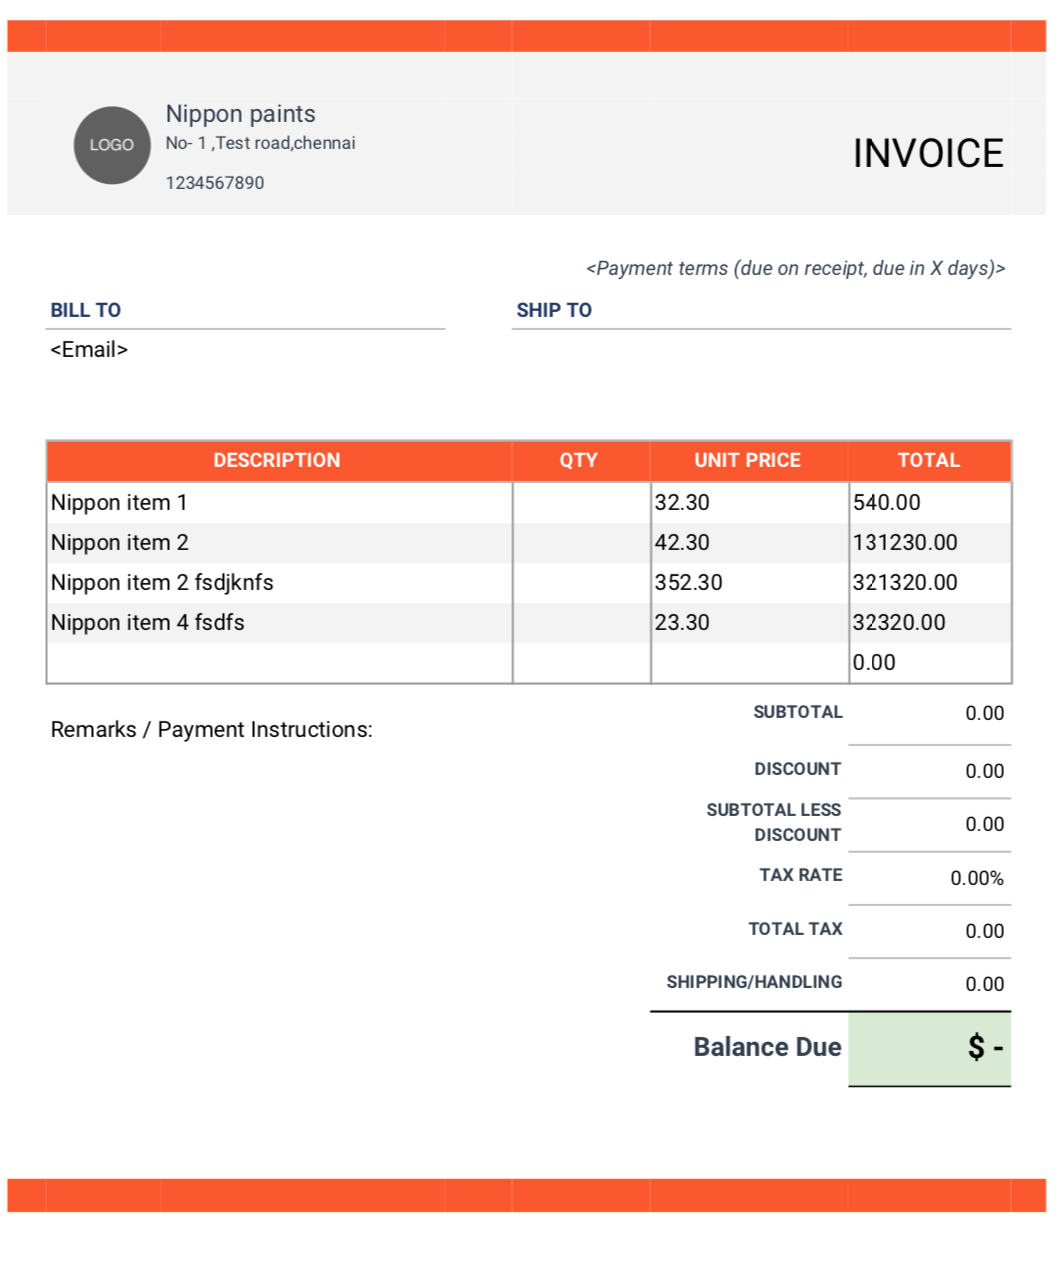 LOGO
Nippon paints
No- 1 ,Test road,chennai
1234567890
INVOICE
<Payment terms (due on receipt, due in X days)>
BILL TO SHIP TO
<Email>
DESCRIPTION QTY UNIT PRICE TOTAL
Nippon item 1 32.30 540.00
Nippon item 2 42.30 131230.00
Nippon item 2 fsdjknfs 352.30 321320.00
Nippon item 4 fsdfs 23.30 32320.00
0.00
Remarks / Payment Instructions:
SUBTOTAL 0.00
DISCOUNT 0.00
SUBTOTAL LESS
DISCOUNT 0.00
TAX RATE 0.00%
TOTAL TAX 0.00
SHIPPING/HANDLING 0.00
Balance Due $ -